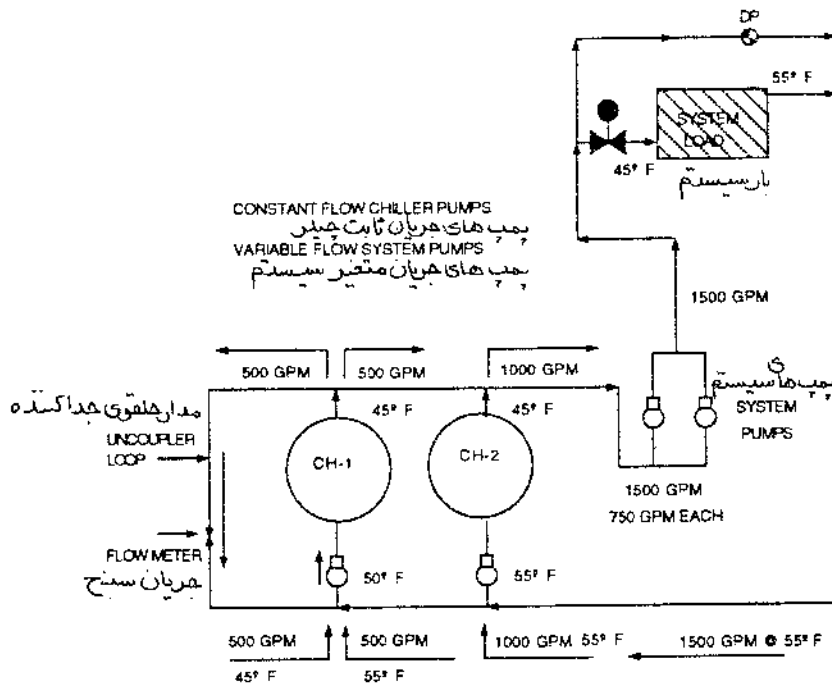 DP
55° F
SYSTEM
LOAD
45° F
بار سیستم
CONSTANT FLOW CHILLER PUMPS
پمپ های جریان ثابت چیلر
VARIABLE FLOW SYSTEM PUMPS
پمپ های جریان متغیر سیستم
1500 GPM
500 GPM
500 GPM
1000 GPM
پمپ های سیستم
SYSTEM
PUMPS
مدار حلقوی جداکننده
UNCOUPLER
LOOP
45° F
45° F
CH-1
CH-2
1500 GPM
750 GPM EACH
FLOW METER
جریان سنج
50° F
55° F
500 GPM
45° F
500 GPM
55° F
1000 GPM 55° F
1500 GPM @ 55° F